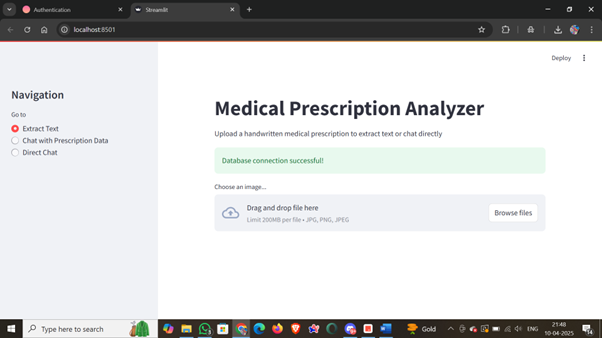 Authentication
Streamlit
localhost:8501
Deploy
Navigation
Go to
Extract Text
Chat with Prescription Data
Direct Chat
Medical Prescription Analyzer
Upload a handwritten medical prescription to extract text or chat directly
Database connection successful!
Choose an image...
Drag and drop file here
Limit 200MB per file • JPG, PNG, JPEG
Browse files
Type here to search
Gold
ENG
21:48
10-04-2025